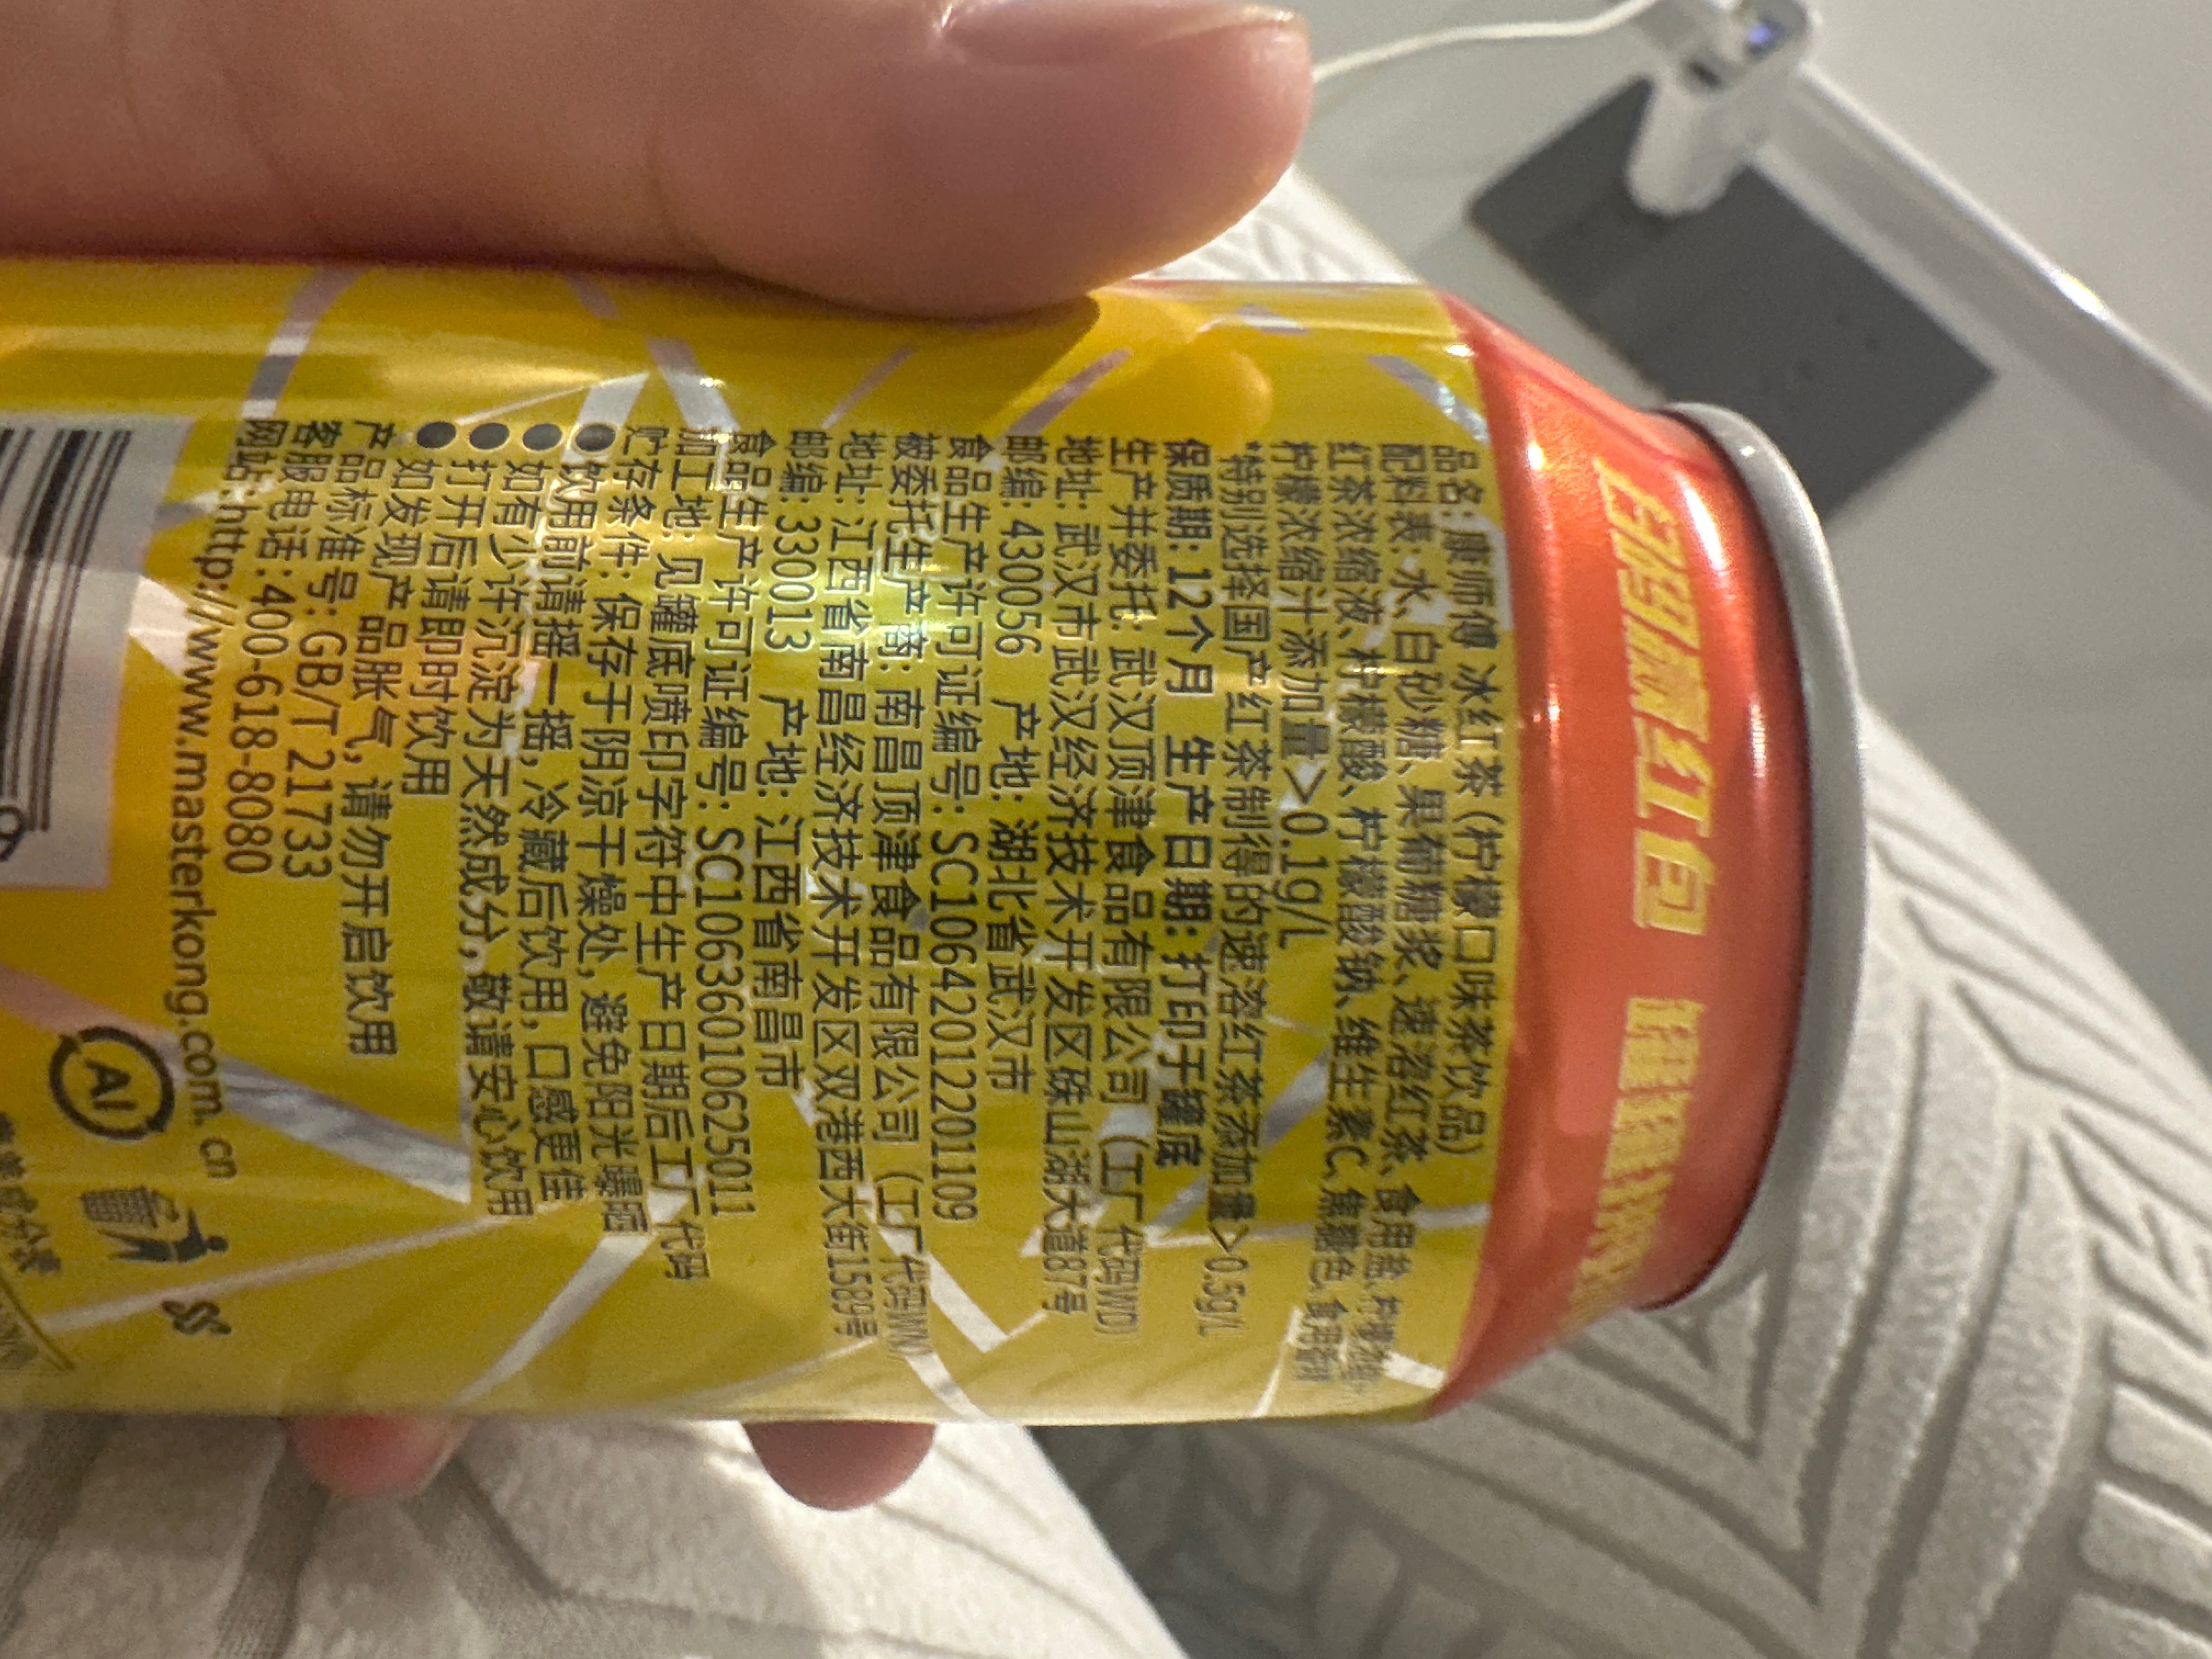 扫码赢红包
品名: 康师傅 冰红茶 (柠檬口味茶饮品)
配料表: 水、白砂糖、果葡糖浆、速溶红茶、食用盐、
红茶浓缩液、柠檬酸、柠檬酸钠、维生素C、焦糖色、食用香精
柠檬浓缩汁添加量>0.1g/L
*特别选择国产红茶制得的速溶红茶添加量>0.5g/L
保质期: 12个月 生产日期: 打印于罐底
生产并委托: 武汉顶津食品有限公司 (工厂代码WD)
地址: 武汉市武汉经济技术开发区硃山湖大道87号
邮编: 430056 产地: 湖北省武汉市
食品生产许可证编号: SC10642012201109
被委托生产商: 南昌顶津食品有限公司 (工厂代码WN)
地址: 江西省南昌经济技术开发区双港西大街1589号
邮编: 330013 产地: 江西省南昌市
食品生产许可证编号: SC10636010625011
加工地: 见罐底喷印字符中生产日期后工厂代码
贮存条件: 保存于阴凉干燥处, 避免阳光曝晒
●饮用前请摇一摇, 冷藏后饮用, 口感更佳
●如有少许沉淀为天然成分, 敬请安心饮用
●打开后请即时饮用
●如发现产品胀气, 请勿开启饮用
产品标准号: GB/T 21733
客服电话: 400-618-8080
网站: http://www.masterkong.com.cn
Al